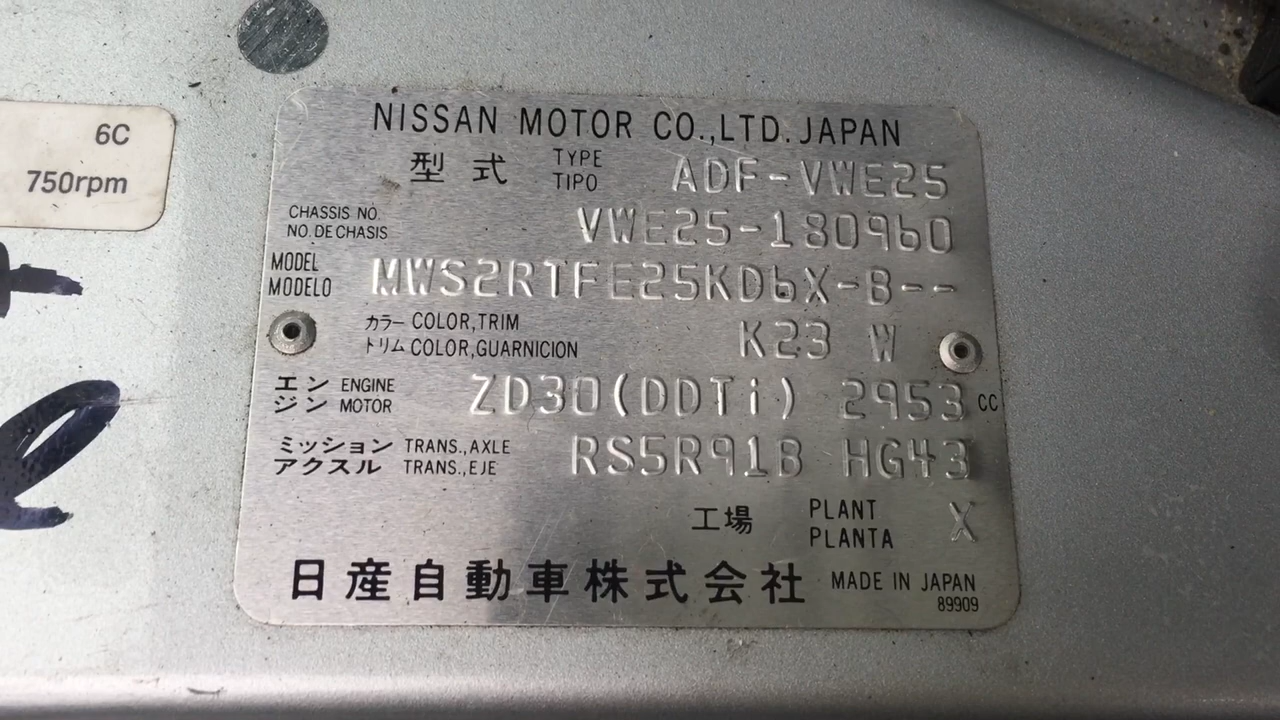 6C
750rpm
NISSAN MOTOR CO.,LTD. JAPAN
型式 TYPE TIPO ADF-VWE25
CHASSIS NO. NO. DE CHASIS VWE25-180960
MODEL MODELO MWS2RTFE25KD6X-B--
カラー COLOR,TRIM トリム COLOR,GUARNICION K23 W
エンジン ENGINE MOTOR ZD30(DDTi) 2953 CC
ミッション TRANS.,AXLE アクスル TRANS.,EJE RS5R91B HG43
工場 PLANT PLANTA X
日産自動車株式会社 MADE IN JAPAN
89909